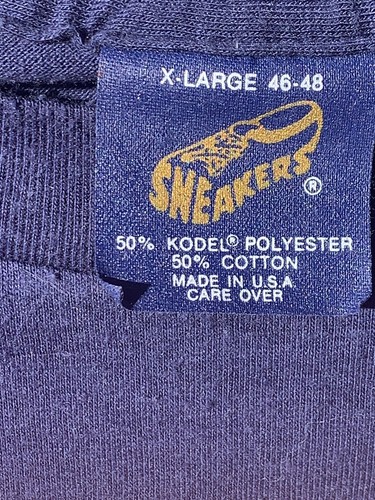 X-LARGE 46-48
SNEAKERS®
50% KODEL® POLYESTER
50% COTTON
MADE IN U.S.A.
CARE OVER